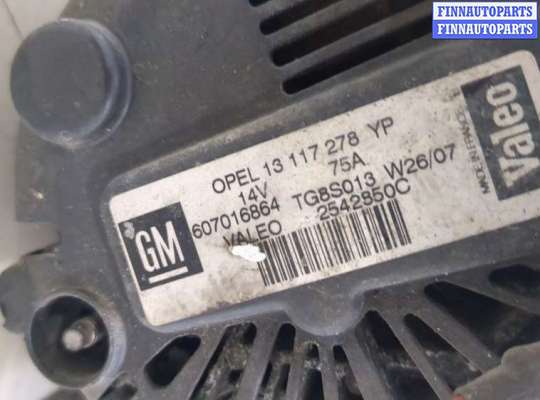 FINNAUTOPARTS
FINNAUTOPARTS
OPEL 13 117 278 YP
14V 75A
607016864 TG8S013 W26/07
VALEO 2542850C
GM
Valeo
MADE IN FRANCE